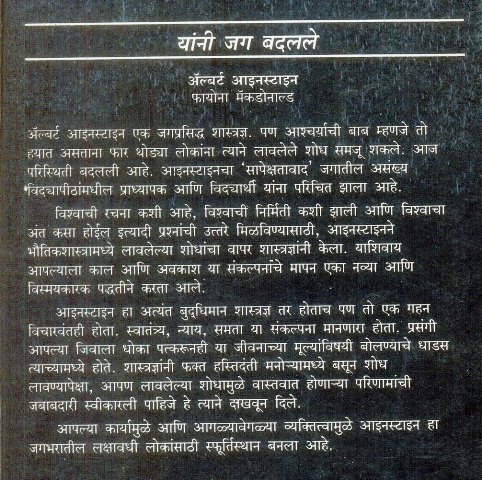 यांनी जग बदलले
ॲल्बर्ट आइनस्टाइन
फायोना मॅकडोनाल्ड
ॲल्बर्ट आइनस्टाइन एक जगप्रसिद्ध शास्त्रज्ञ. पण आश्चर्याची बाब म्हणजे तो
हयात असताना फार थोड्या लोकांना त्याने लावलेले शोध समजू शकले. आज
परिस्थिती बदलली आहे. आइनस्टाइनचा 'सापेक्षतावाद' जगातील असंख्य
विद्यापीठांमधील प्राध्यापक आणि विद्यार्थी यांना परिचित झाला आहे.
विश्वाची रचना कशी आहे, विश्वाची निर्मिती कशी झाली आणि विश्वाचा
अंत कसा होईल इत्यादी प्रश्नांची उत्तरे मिळविण्यासाठी, आइनस्टाइनने
भौतिकशास्त्रामध्ये लावलेल्या शोधांचा वापर शास्त्रज्ञांनी केला. याशिवाय
आपल्याला काल आणि अवकाश या संकल्पनांचे मापन एका नव्या आणि
विस्मयकारक पद्धतीने करता आले.
आइनस्टाइन हा अत्यंत बुद्धिमान शास्त्रज्ञ तर होताच पण तो एक गहन
विचारवंतही होता. स्वातंत्र्य, न्याय, समता या संकल्पना मानणारा होता. प्रसंगी
आपल्या जिवाला धोका पत्करूनही या जीवनाच्या मूल्यांविषयी बोलण्याचे धाडस
त्याच्यामध्ये होते. शास्त्रज्ञांनी फक्त हस्तिदंती मनोऱ्यामध्ये बसून शोध
लावण्यापेक्षा, आपण लावलेल्या शोधामुळे वास्तवात होणाऱ्या परिणामांची
जबाबदारी स्वीकारली पाहिजे हे त्याने दाखवून दिले.
आपल्या कार्यामुळे आणि आगळ्यावेगळ्या व्यक्तित्वामुळे आइनस्टाइन हा
जगभरातील लक्षावधी लोकांसाठी स्फूर्तिस्थान बनला आहे.